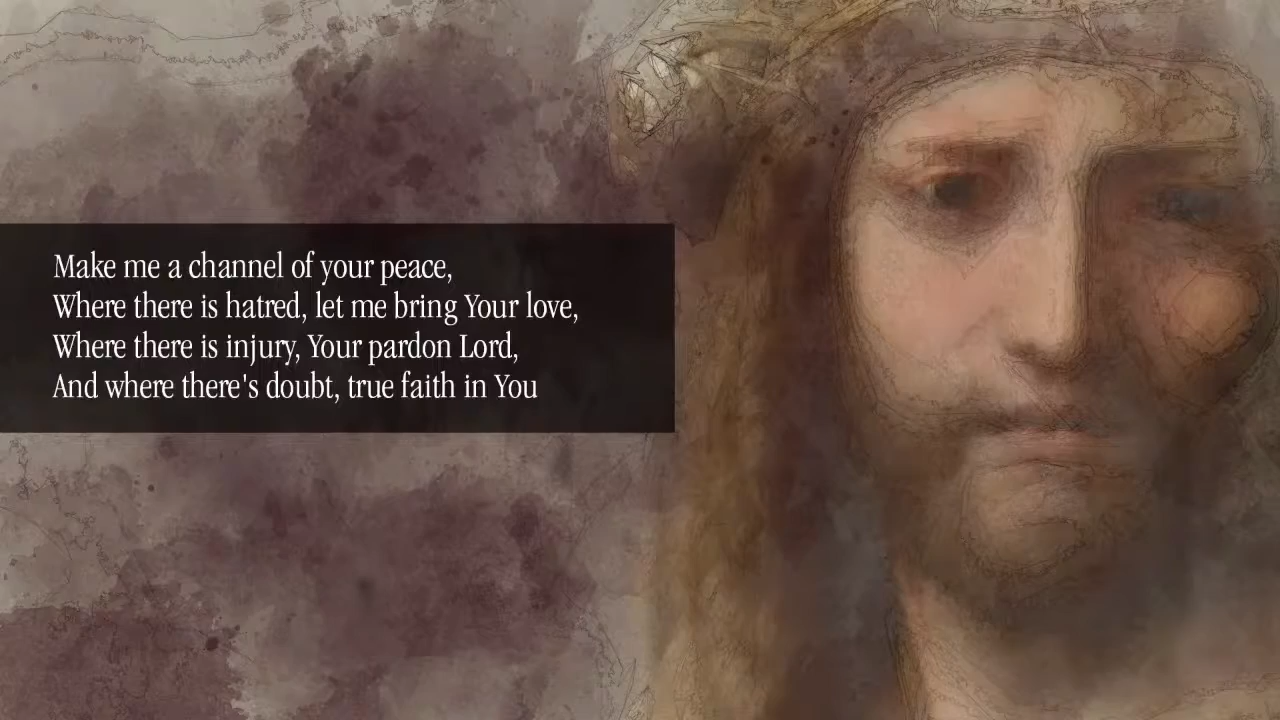 Make me a channel of your peace,
Where there is hatred, let me bring Your love,
Where there is injury, Your pardon Lord,
And where there's doubt, true faith in You